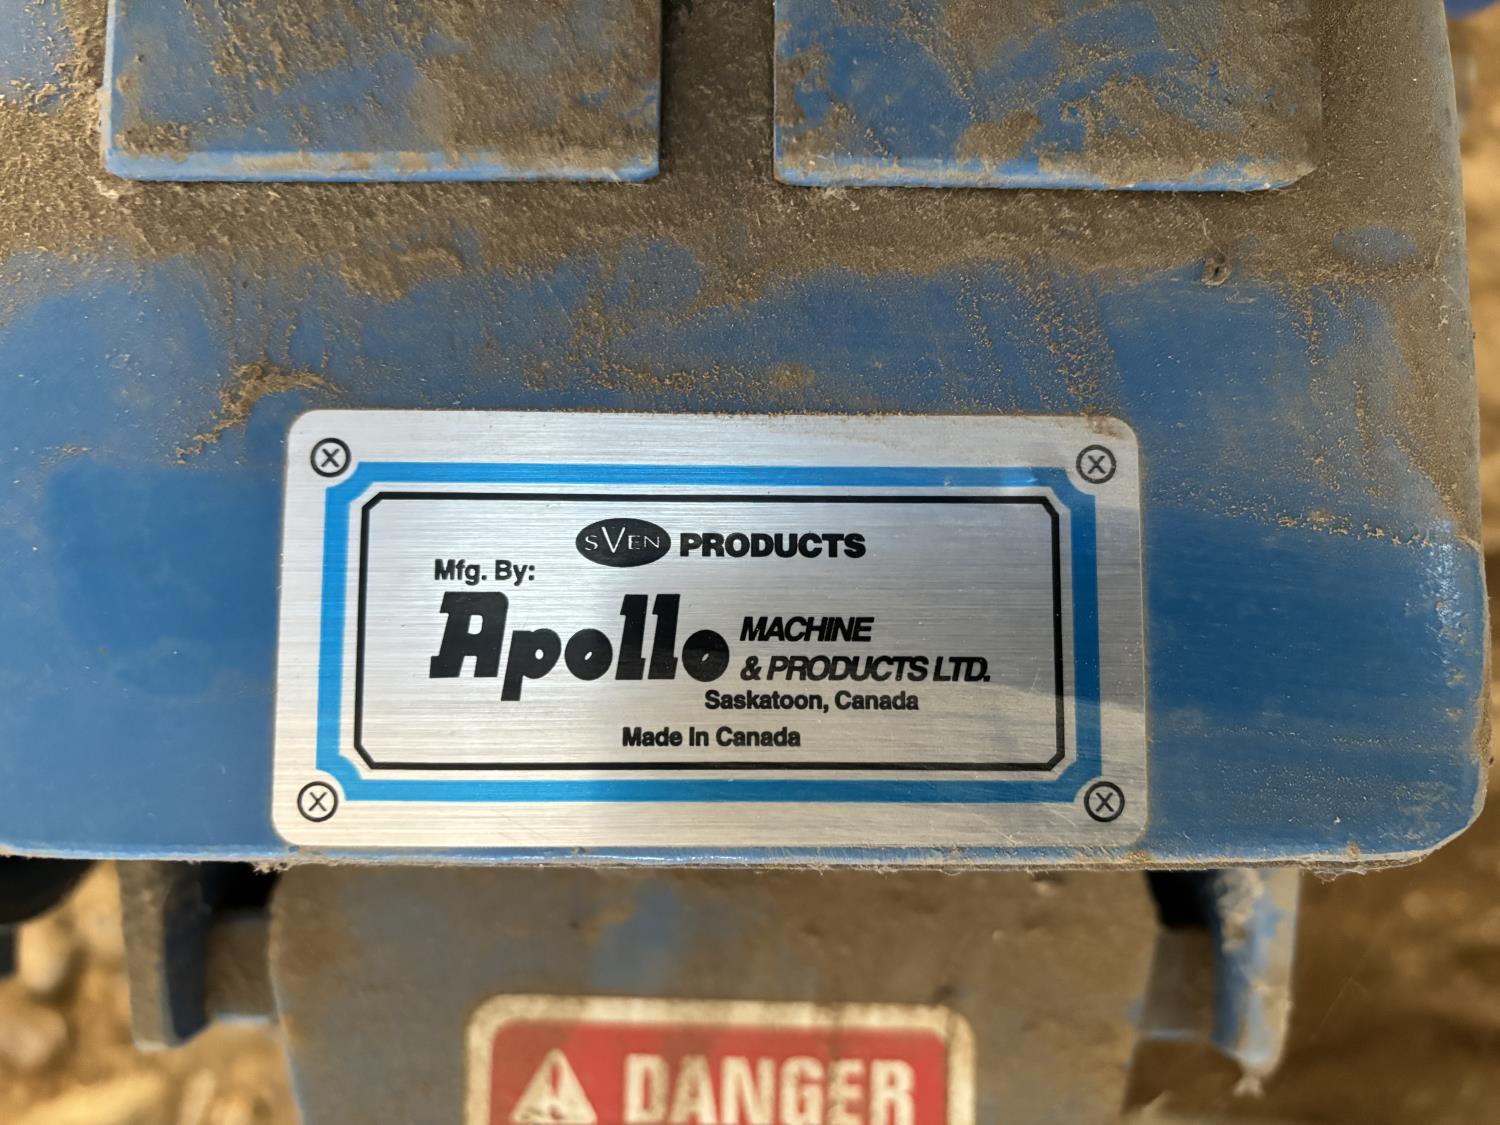 SVEN PRODUCTS
Mfg. By:
Apollo MACHINE
& PRODUCTS LTD.
Saskatoon, Canada
Made In Canada
DANGER